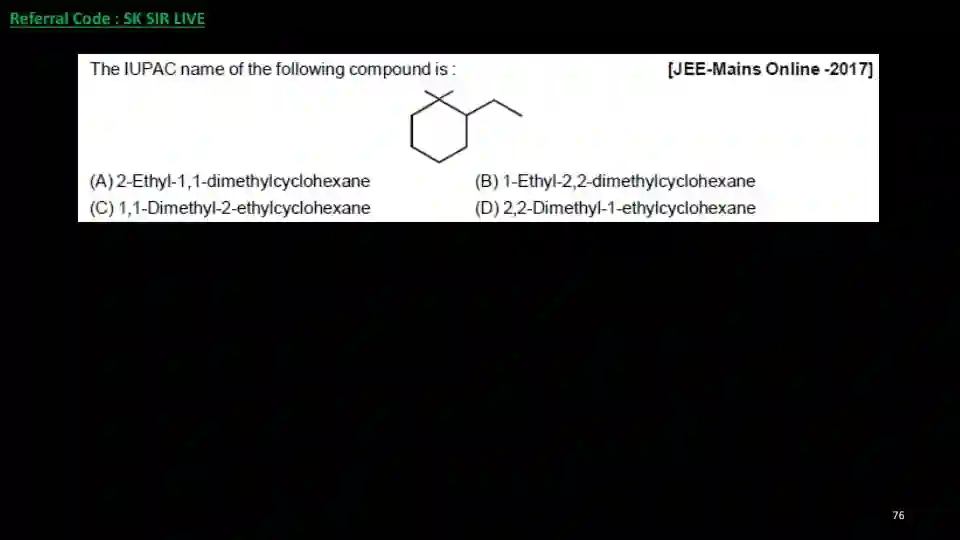 Referral Code : SK SIR LIVE
The IUPAC name of the following compound is : [JEE-Mains Online -2017]
(A) 2-Ethyl-1,1-dimethylcyclohexane (B) 1-Ethyl-2,2-dimethylcyclohexane
(C) 1,1-Dimethyl-2-ethylcyclohexane (D) 2,2-Dimethyl-1-ethylcyclohexane
76